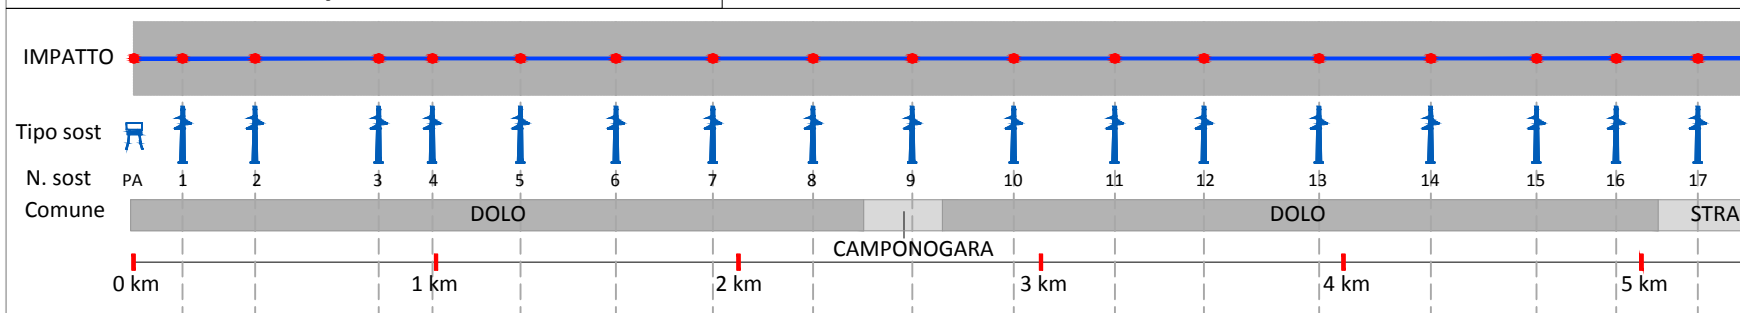 IMPATTO
Tipo sost
N. sost PA 1 2 3 4 5 6 7 8 9 10 11 12 13 14 15 16 17
Comune DOLO DOLO STRA
CAMPONOGARA
0 km 1 km 2 km 3 km 4 km 5 km